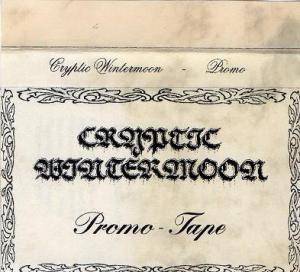 Cryptic Wintermoon - Promo
CRYPTIC
WINTERMOON
Promo-Tape